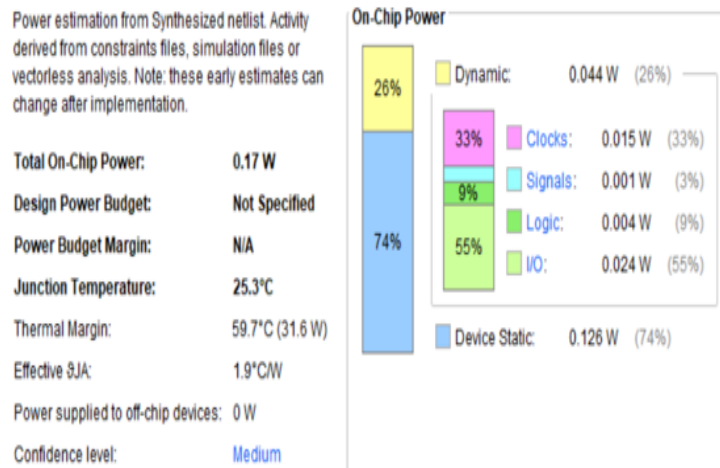 Power estimation from Synthesized netlist. Activity
derived from constraints files, simulation files or
vectorless analysis. Note: these early estimates can
change after implementation.
Total On-Chip Power: 0.17 W
Design Power Budget: Not Specified
Power Budget Margin: N/A
Junction Temperature: 25.3°C
Thermal Margin: 59.7°C (31.6 W)
Effective ϑJA: 1.9°C/W
Power supplied to off-chip devices: 0 W
Confidence level: Medium
On-Chip Power
26%
74%
Dynamic: 0.044 W (26%)
33%
9%
55%
Clocks: 0.015 W (33%)
Signals: 0.001 W (3%)
Logic: 0.004 W (9%)
I/O: 0.024 W (55%)
Device Static: 0.126 W (74%)